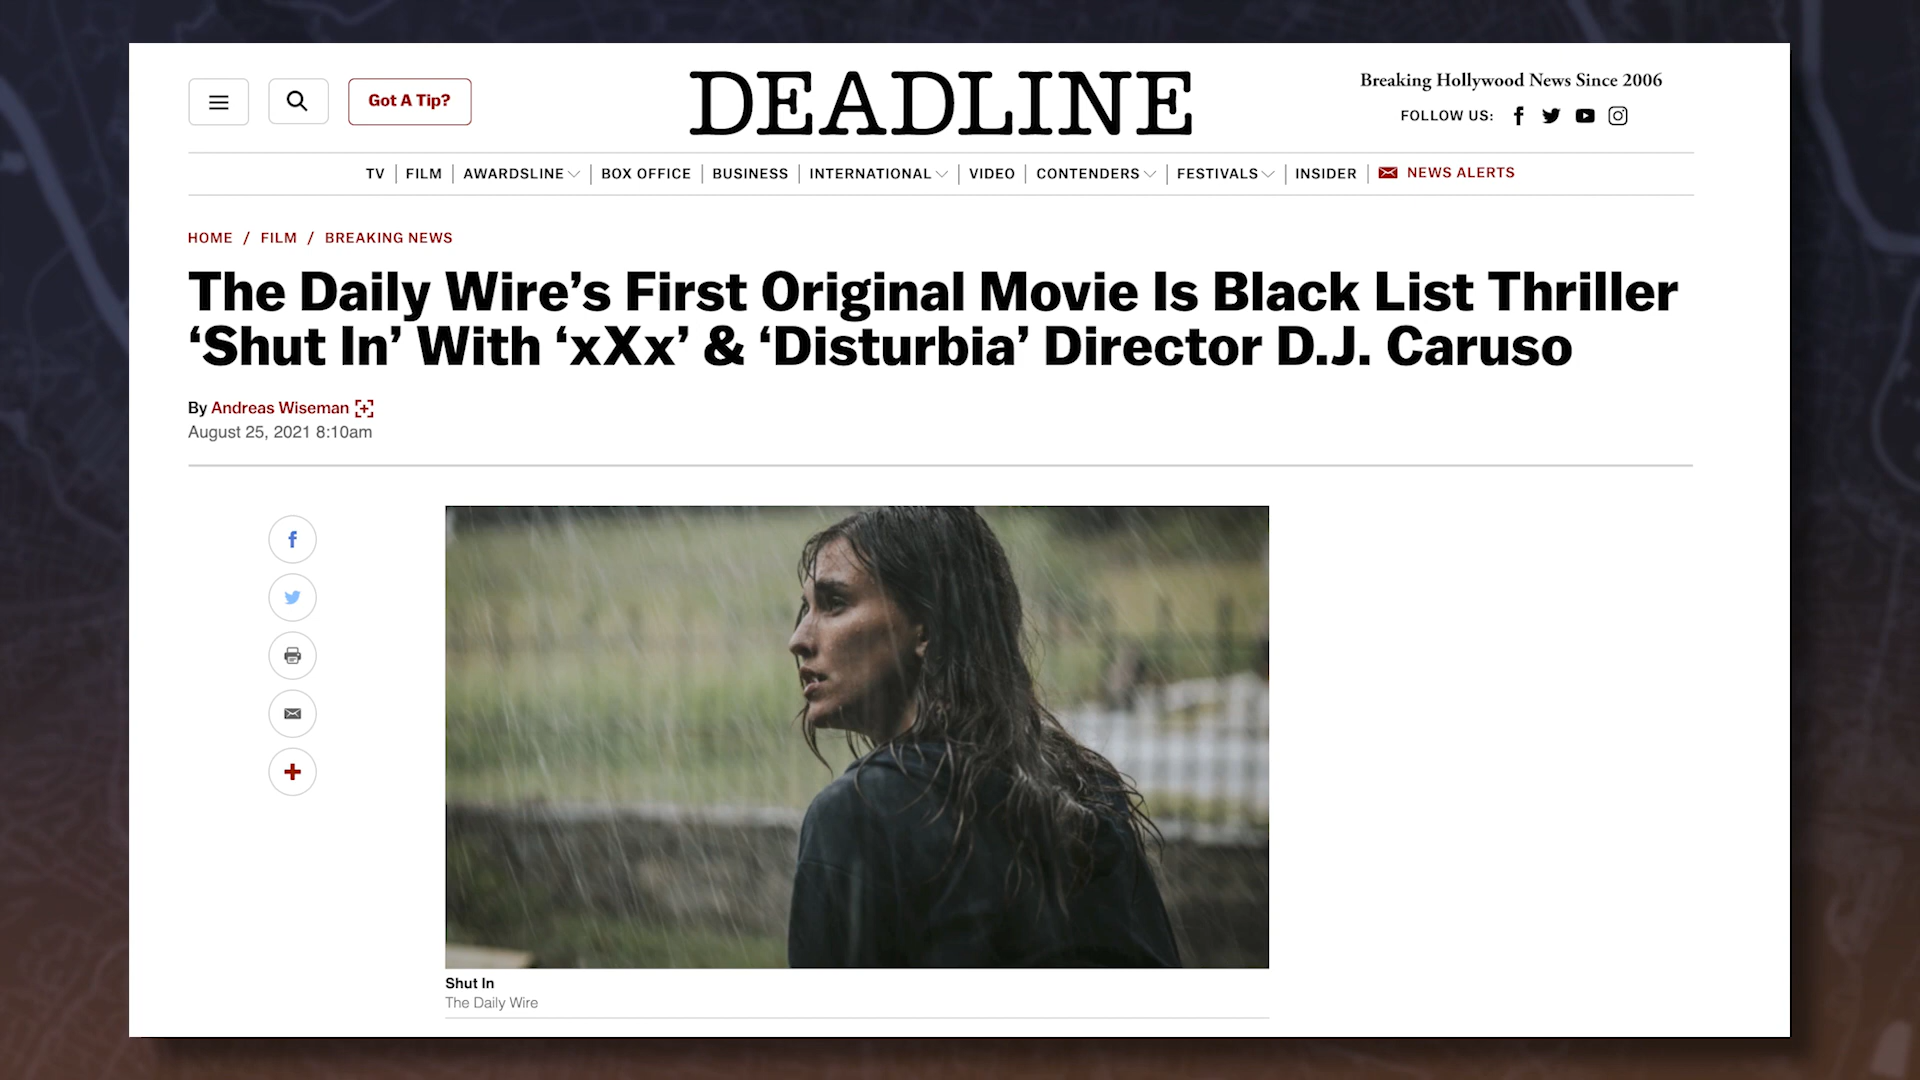 Got A Tip?
DEADLINE
Breaking Hollywood News Since 2006
FOLLOW US:
TV | FILM | AWARDSLINE | BOX OFFICE | BUSINESS | INTERNATIONAL | VIDEO | CONTENDERS | FESTIVALS | INSIDER | NEWS ALERTS
HOME / FILM / BREAKING NEWS
The Daily Wire’s First Original Movie Is Black List Thriller
‘Shut In’ With ‘xXx’ & ‘Disturbia’ Director D.J. Caruso
By Andreas Wiseman
August 25, 2021 8:10am
Shut In
The Daily Wire